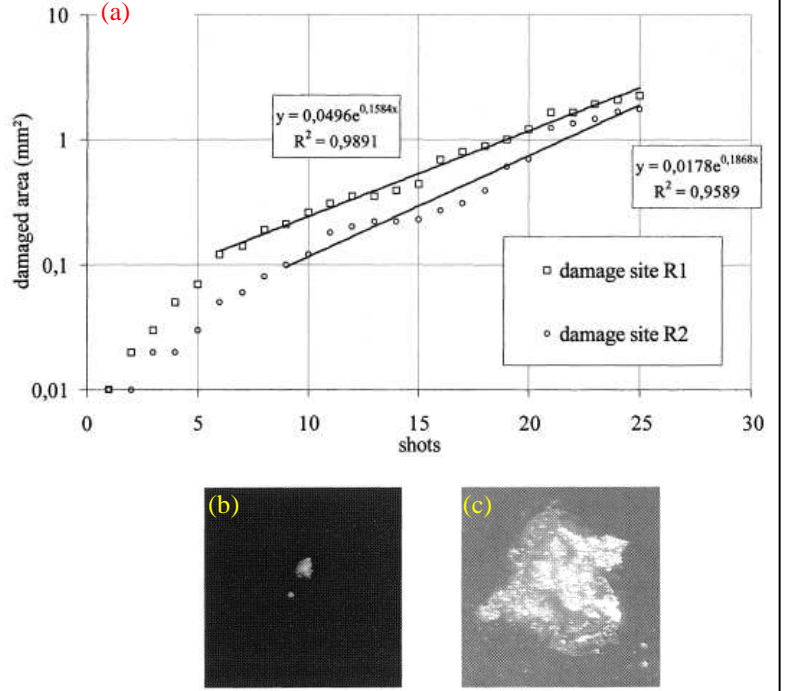 (a)
10
1
0,1
0,01
damaged area (mm²)
y = 0,0496e^0,1584x
R² = 0,9891
y = 0,0178e^0,1868x
R² = 0,9589
damage site R1
damage site R2
0 5 10 15 20 25 30
shots
(b) (c)